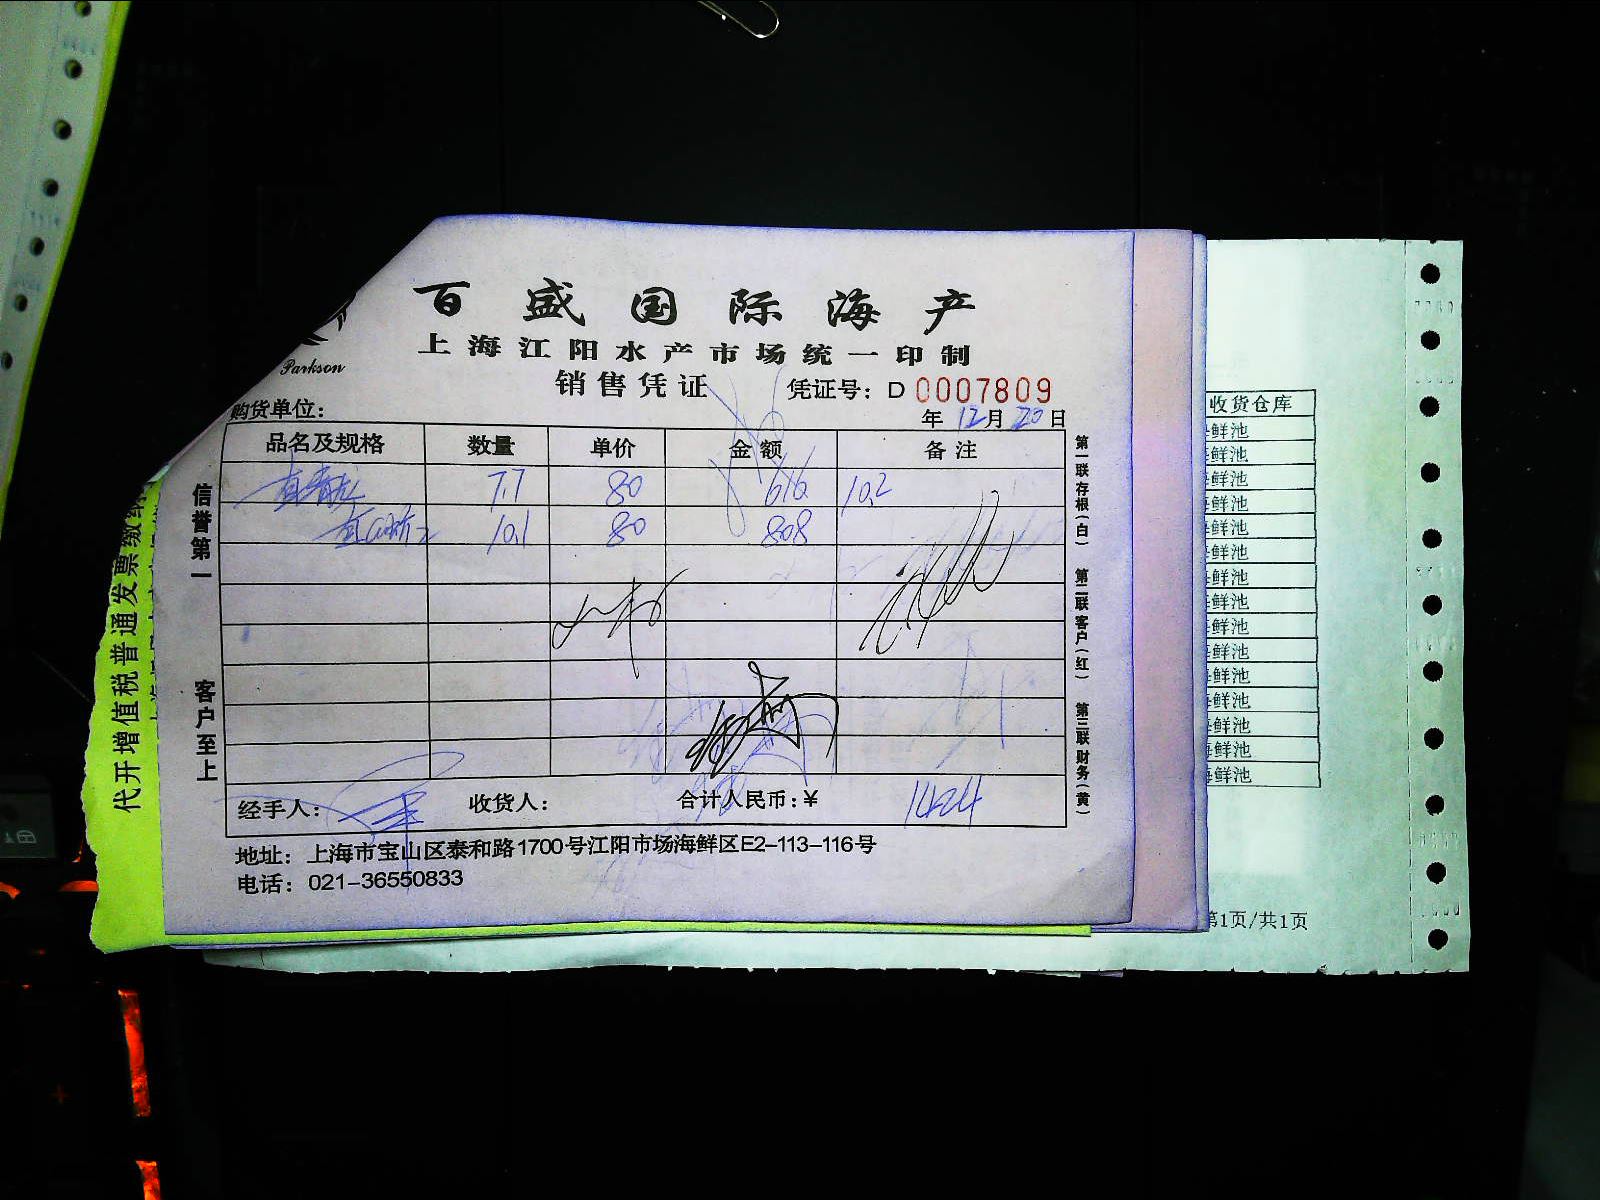 百盛国际海产
上海江阳水产市场统一印制
Parkson
销售凭证 凭证号：D 0007809
购货单位：
年 12月 20日
品名及规格 数量 单价 金额 备注
7.7 80 616 10.2
10.1 80 808
经手人： 收货人： 合计人民币：¥ 1424
地址：上海市宝山区泰和路1700号江阳市场海鲜区E2-113-116号
电话：021-36550833
信誉第一
客户至上
第一联存根（白） 第二联客户（红） 第三联财务（黄）
代开增值税普通发票缴纳
收货仓库
鲜池
鲜池
鲜池
鲜池
鲜池
鲜池
鲜池
鲜池
鲜池
鲜池
鲜池
鲜池
鲜池
海鲜池
海鲜池
第1页/共1页